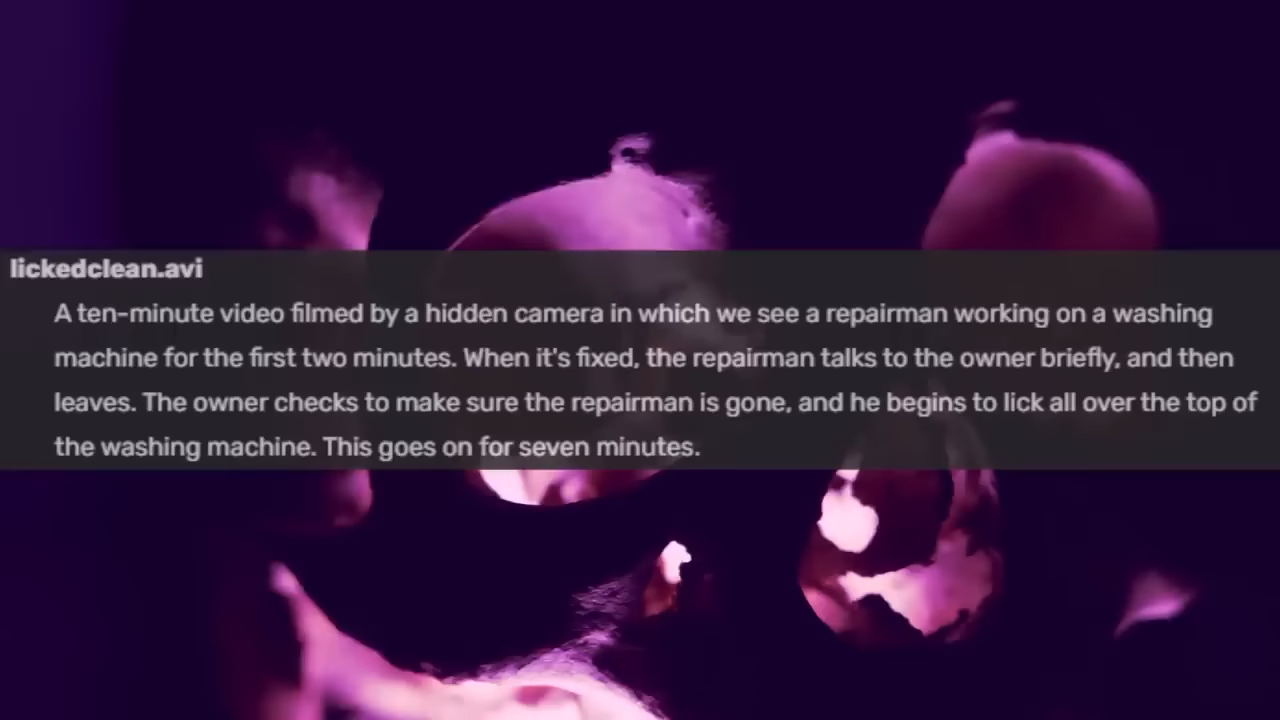 lickedclean.avi
A ten-minute video filmed by a hidden camera in which we see a repairman working on a washing
machine for the first two minutes. When it's fixed, the repairman talks to the owner briefly, and then
leaves. The owner checks to make sure the repairman is gone, and he begins to lick all over the top of
the washing machine. This goes on for seven minutes.